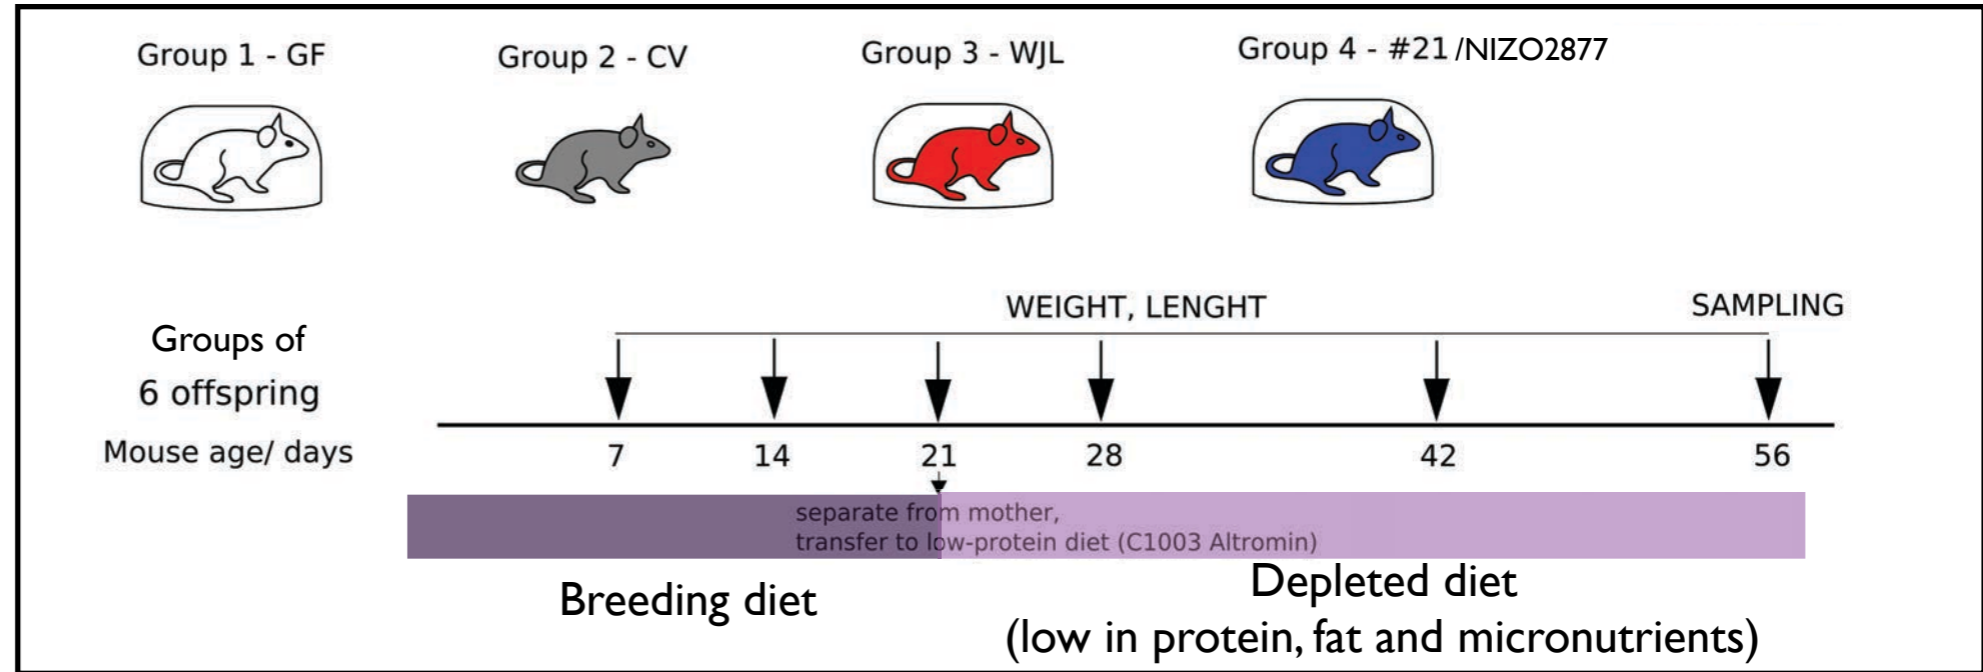 Group 1 - GF
Group 2 - CV
Group 3 - WJL
Group 4 - #21 /NIZO2877
WEIGHT, LENGHT
SAMPLING
Groups of
6 offspring
Mouse age/ days
7
14
21
28
42
56
separate from mother,
transfer to low-protein diet (C1003 Altromin)
Breeding diet
Depleted diet
(low in protein, fat and micronutrients)